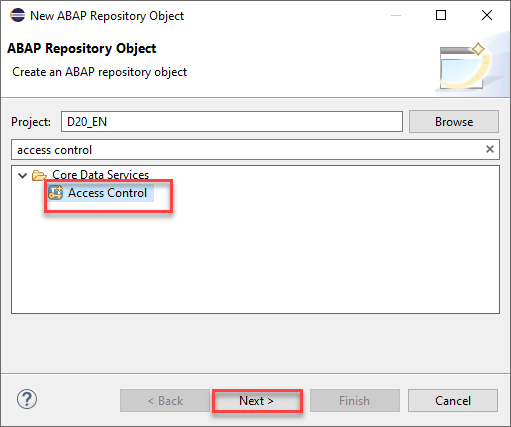 New ABAP Repository Object
ABAP Repository Object
Create an ABAP repository object
Project: D20_EN Browse
access control
Core Data Services
Access Control
? < Back Next > Finish Cancel